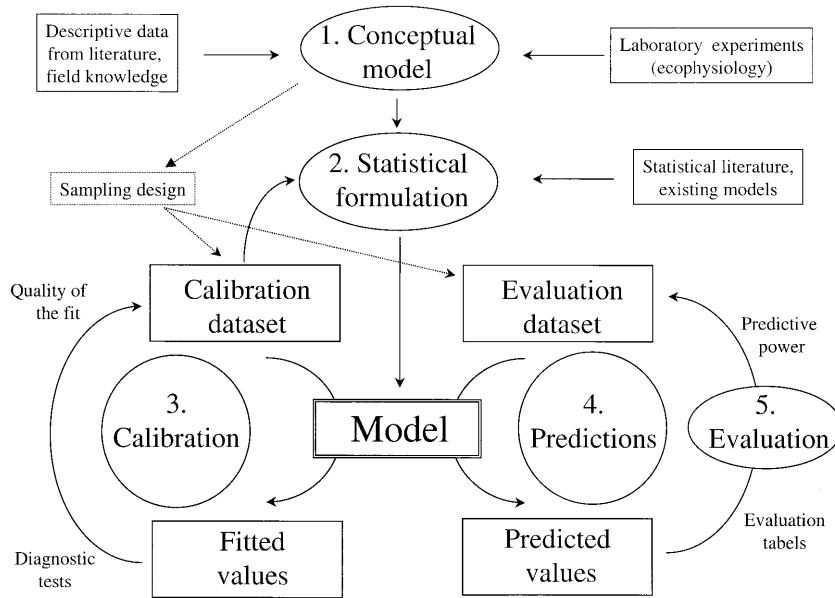 Descriptive data
from literature,
field knowledge
1. Conceptual
model
Laboratory experiments
(ecophysiology)
Sampling design
2. Statistical
formulation
Statistical literature,
existing models
Quality of
the fit
Calibration
dataset
Evaluation
dataset
Predictive
power
3.
Calibration
Model
4.
Predictions
5.
Evaluation
Diagnostic
tests
Fitted
values
Predicted
values
Evaluation
tabels